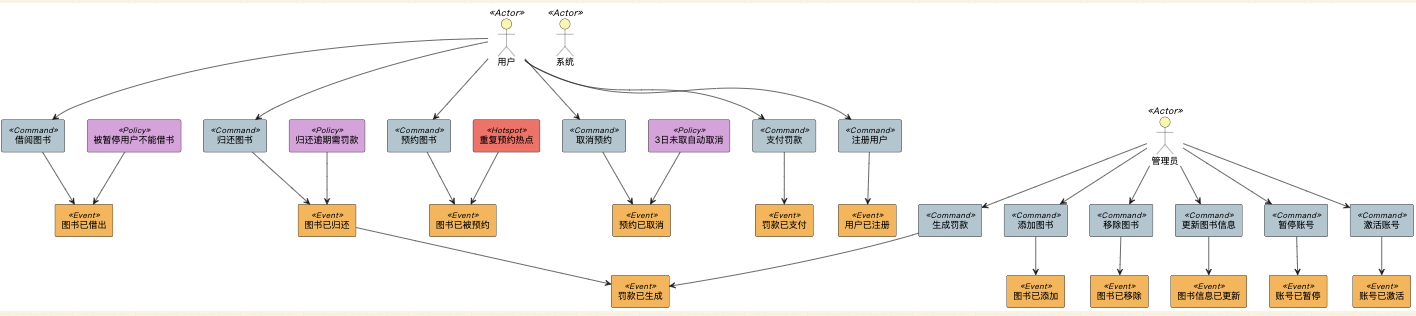 «Actor»
用户
«Actor»
系统
«Actor»
管理员
«Command»
借阅图书
«Policy»
被暂停用户不能借书
«Command»
归还图书
«Policy»
归还逾期需罚款
«Command»
预约图书
«Hotspot»
重复预约热点
«Command»
取消预约
«Policy»
3日未取自动取消
«Command»
支付罚款
«Command»
注册用户
«Event»
图书已借出
«Event»
图书已归还
«Event»
图书已被预约
«Event»
预约已取消
«Event»
罚款已支付
«Event»
用户已注册
«Command»
生成罚款
«Command»
添加图书
«Command»
移除图书
«Command»
更新图书信息
«Command»
暂停账号
«Command»
激活账号
«Event»
罚款已生成
«Event»
图书已添加
«Event»
图书已移除
«Event»
图书信息已更新
«Event»
账号已暂停
«Event»
账号已激活